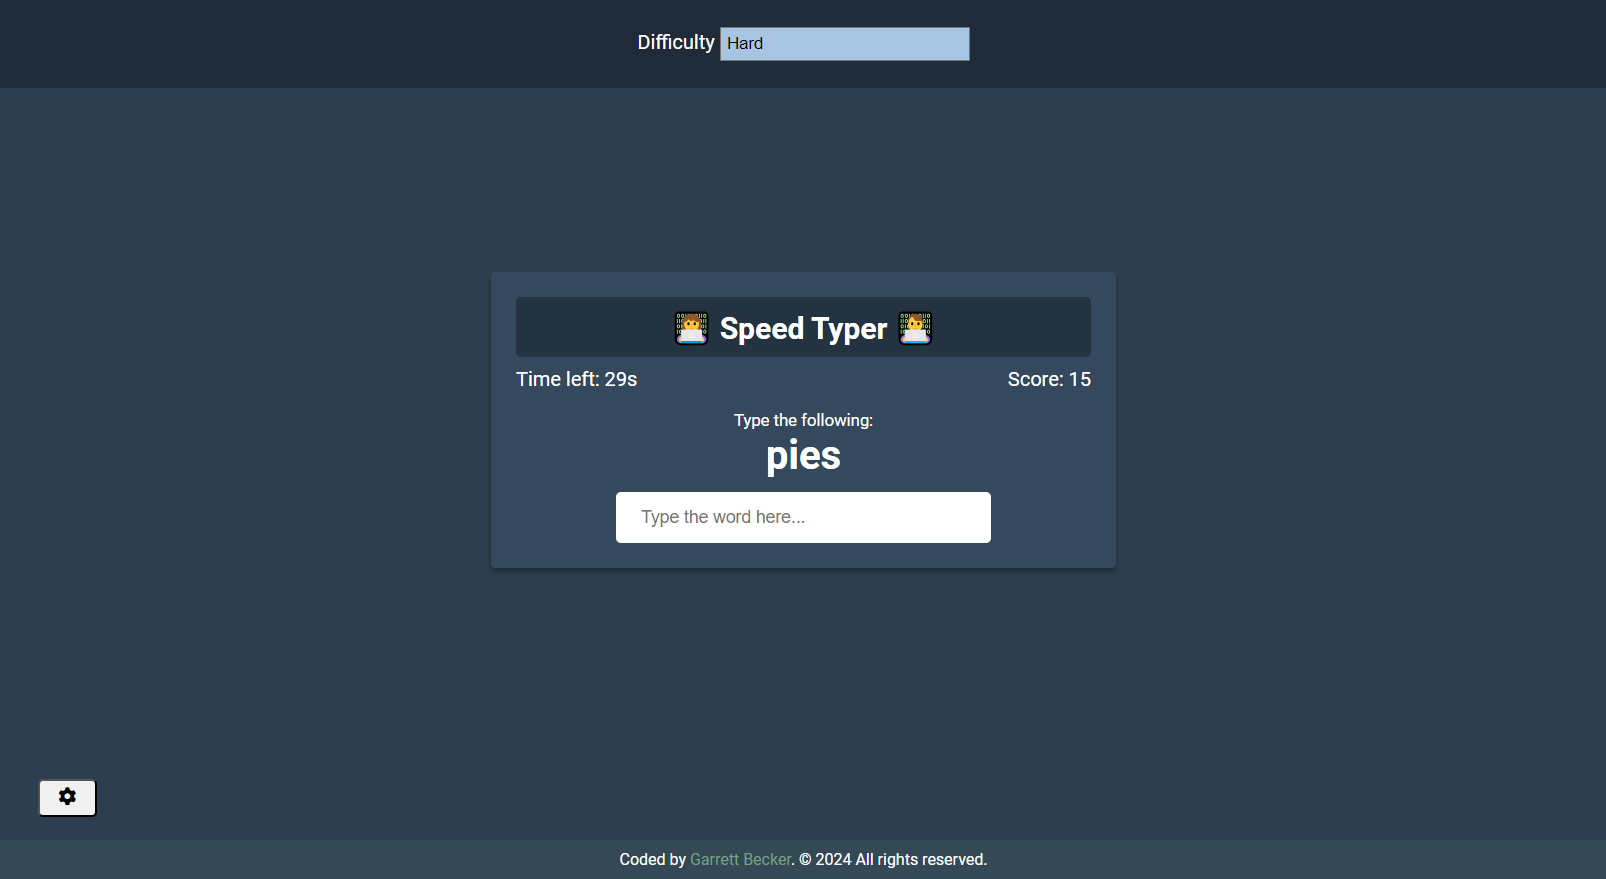 Difficulty Hard
Speed Typer
Time left: 29s Score: 15
Type the following:
pies
Type the word here...
Coded by Garrett Becker. © 2024 All rights reserved.